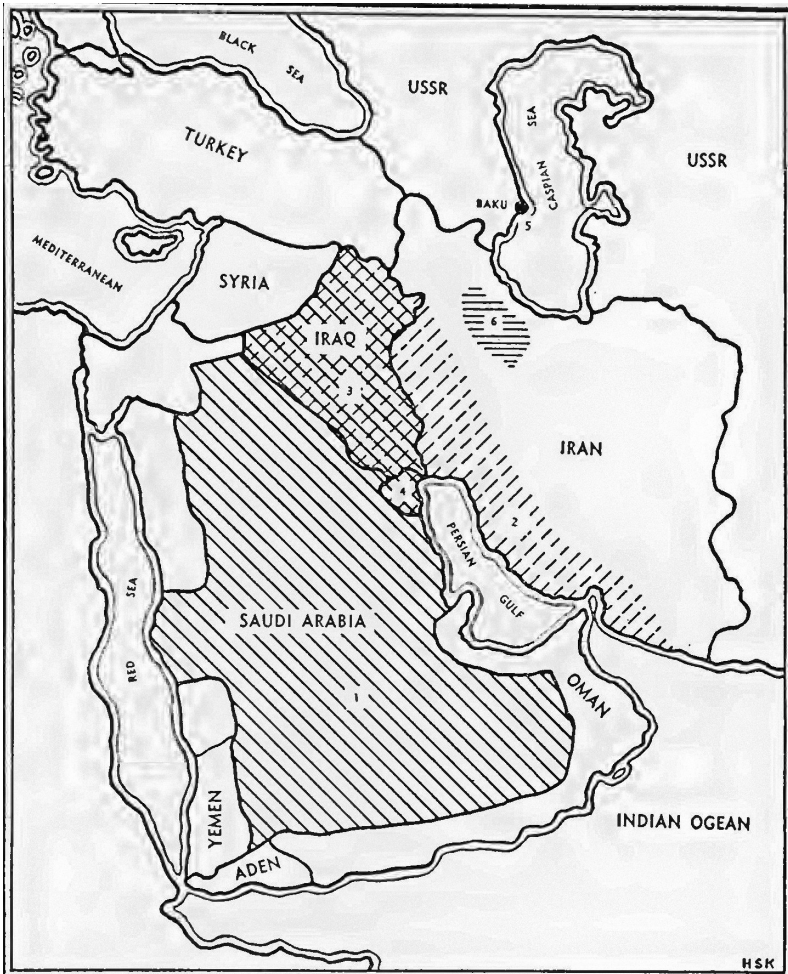 BLACK
SEA
USSR
SEA
CASPIAN
USSR
TURKEY
BAKU
5
MEDITERRANEAN
SYRIA
6
IRAQ
3
IRAN
4
2
PERSIAN
GULF
SEA
RED
SAUDI ARABIA
1
OMAN
YEMEN
INDIAN OGEAN
ADEN
HSK